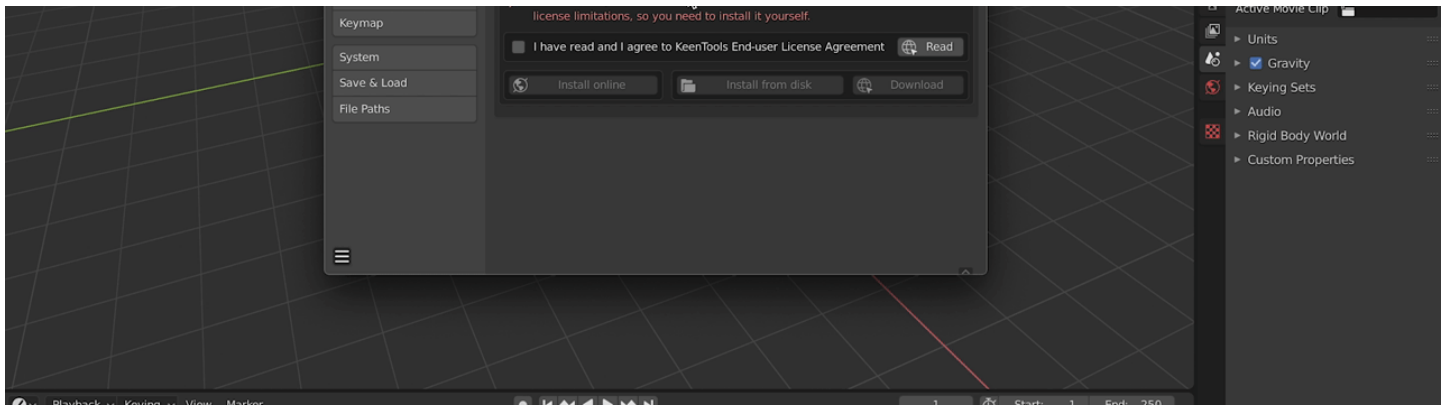 Keymap
license limitations, so you need to install it yourself.
Active Movie Clip
I have read and I agree to KeenTools End-user License Agreement
Read
Units
System
Gravity
Save & Load
Install online
Install from disk
Download
Keying Sets
File Paths
Audio
Rigid Body World
Custom Properties
Playback
Keying
View
Marker
1
Start: 1
End: 250